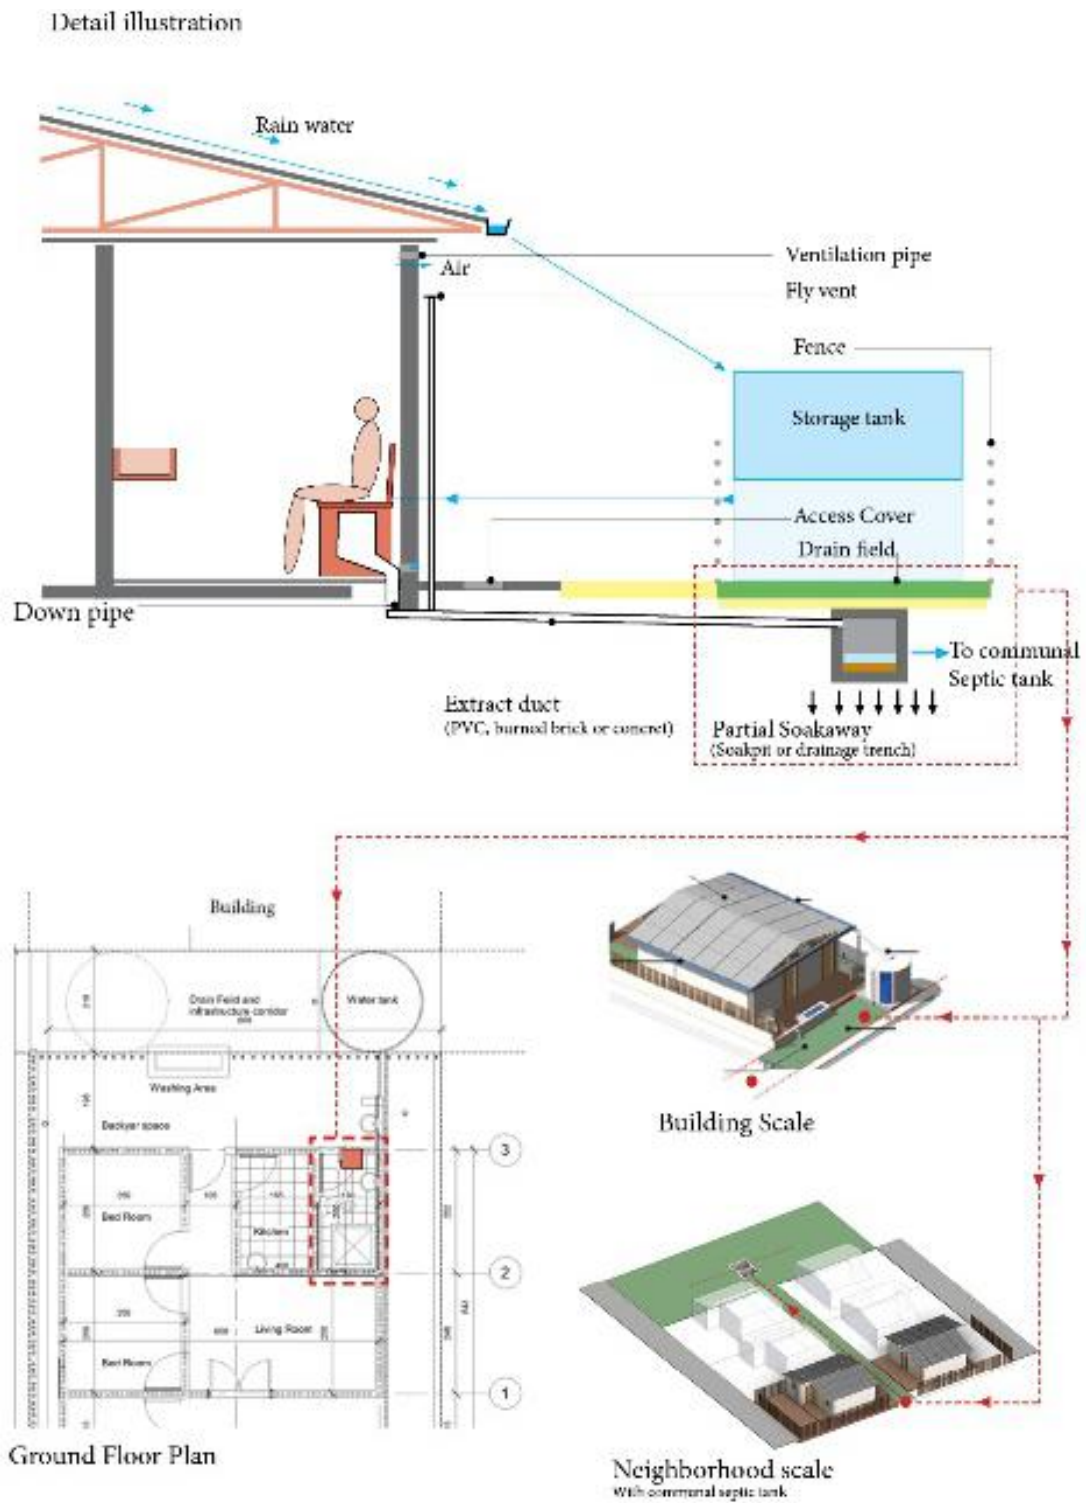 Detail illustration
Rain water
Ventilation pipe
Air
Fly vent
Fence
Storage tank
Access Cover
Drain field
Down pipe
To communal
Septic tank
Extract duct
(PVC, burned brick or concret)
Partial Soakaway
(Soakpit or drainage trench)
Building
Drain Feild and
infrastructure corridor
Water tank
Washing Area
Backyar space
3
Bed Room
Kitchen
2
Living Room
Bed Room
1
Ground Floor Plan
Building Scale
Neighborhood scale
With communal septic tank